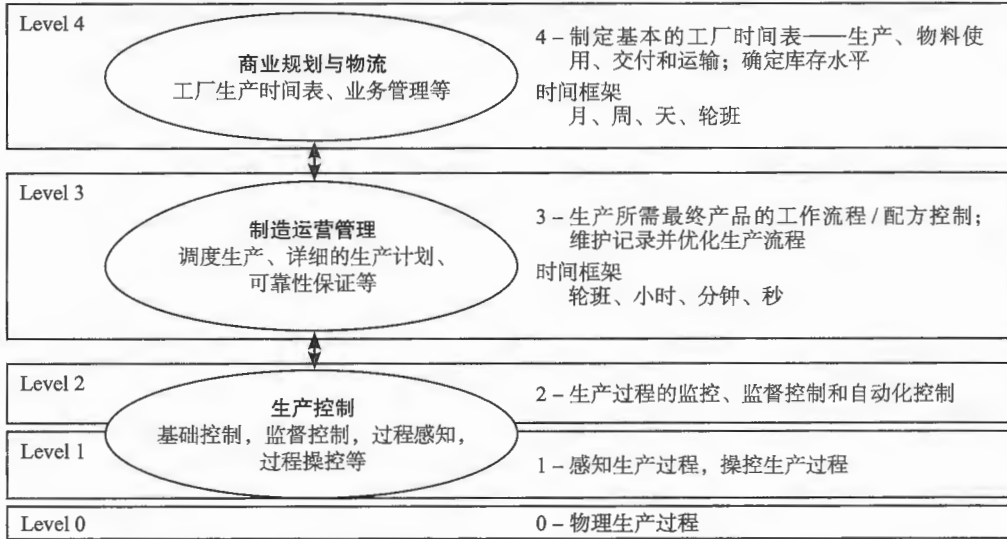 Level 4
商业规划与物流
工厂生产时间表、业务管理等
4 – 制定基本的工厂时间表——生产、物料使
用、交付和运输；确定库存水平
时间框架
月、周、天、轮班
Level 3
制造运营管理
调度生产、详细的生产计划、
可靠性保证等
3 – 生产所需最终产品的工作流程 / 配方控制；
维护记录并优化生产流程
时间框架
轮班、小时、分钟、秒
Level 2
生产控制
基础控制，监督控制，过程感知，
过程操控等
2 – 生产过程的监控、监督控制和自动化控制
Level 1
1 – 感知生产过程，操控生产过程
Level 0
0 – 物理生产过程